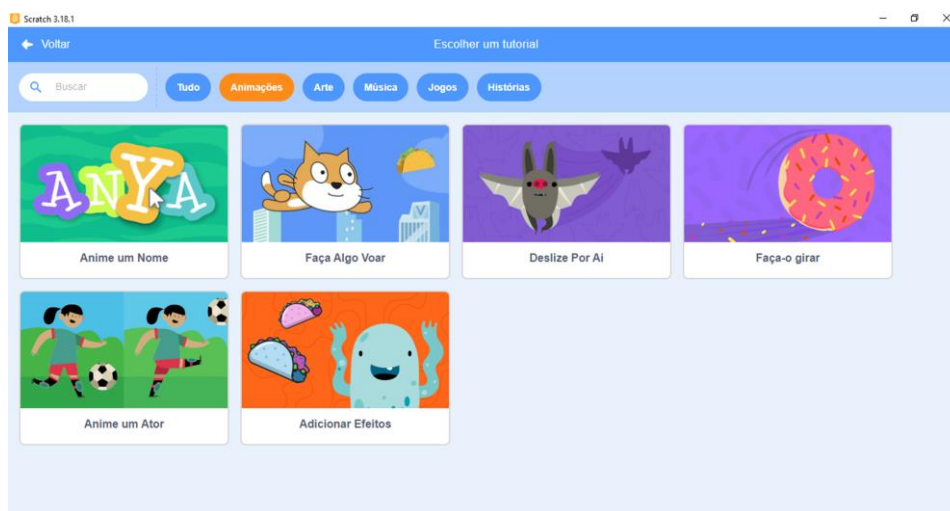 Scratch 3.18.1
Voltar
Escolher um tutorial
Buscar
Tudo
Animações
Arte
Música
Jogos
Histórias
ANYA
Anime um Nome
Faça Algo Voar
Deslize Por Ai
Faça-o girar
Anime um Ator
Adicionar Efeitos